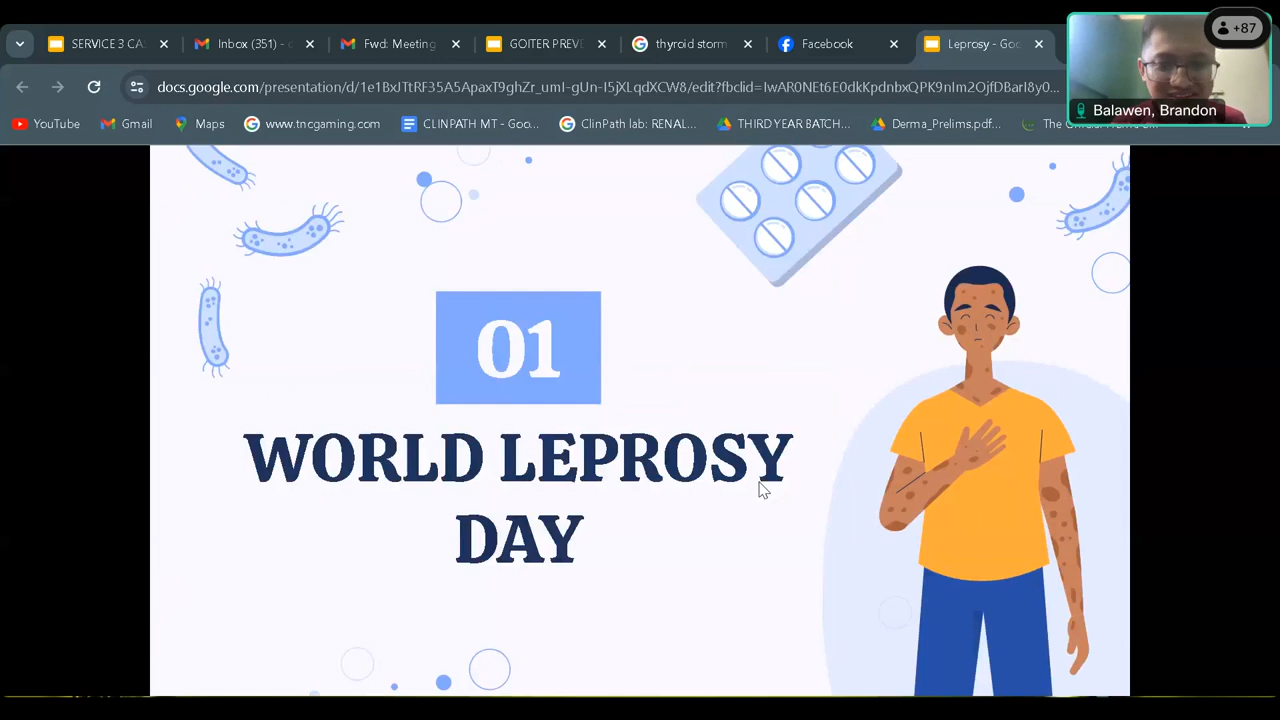 SERVICE 3 CA
Inbox (351) - c
Fwd: Meeting
GOITER PREVE
thyroid storm
Facebook
Leprosy - Goo
+87
docs.google.com/presentation/d/1e1BxJTtRF35A5ApaxT9ghZr_umI-gUn-I5jXLqdXCW8/edit?fbclid=IwAR0NEt6E0dkKpdnbxQPK9nIm2OjfDBarI8y0...
Balawen, Brandon
YouTube
Gmail
Maps
www.tncgaming.com
CLINPATH MT - Goo...
ClinPath lab: RENAL...
THIRD YEAR BATCH...
Derma_Prelims.pdf...
01
WORLD LEPROSY
DAY